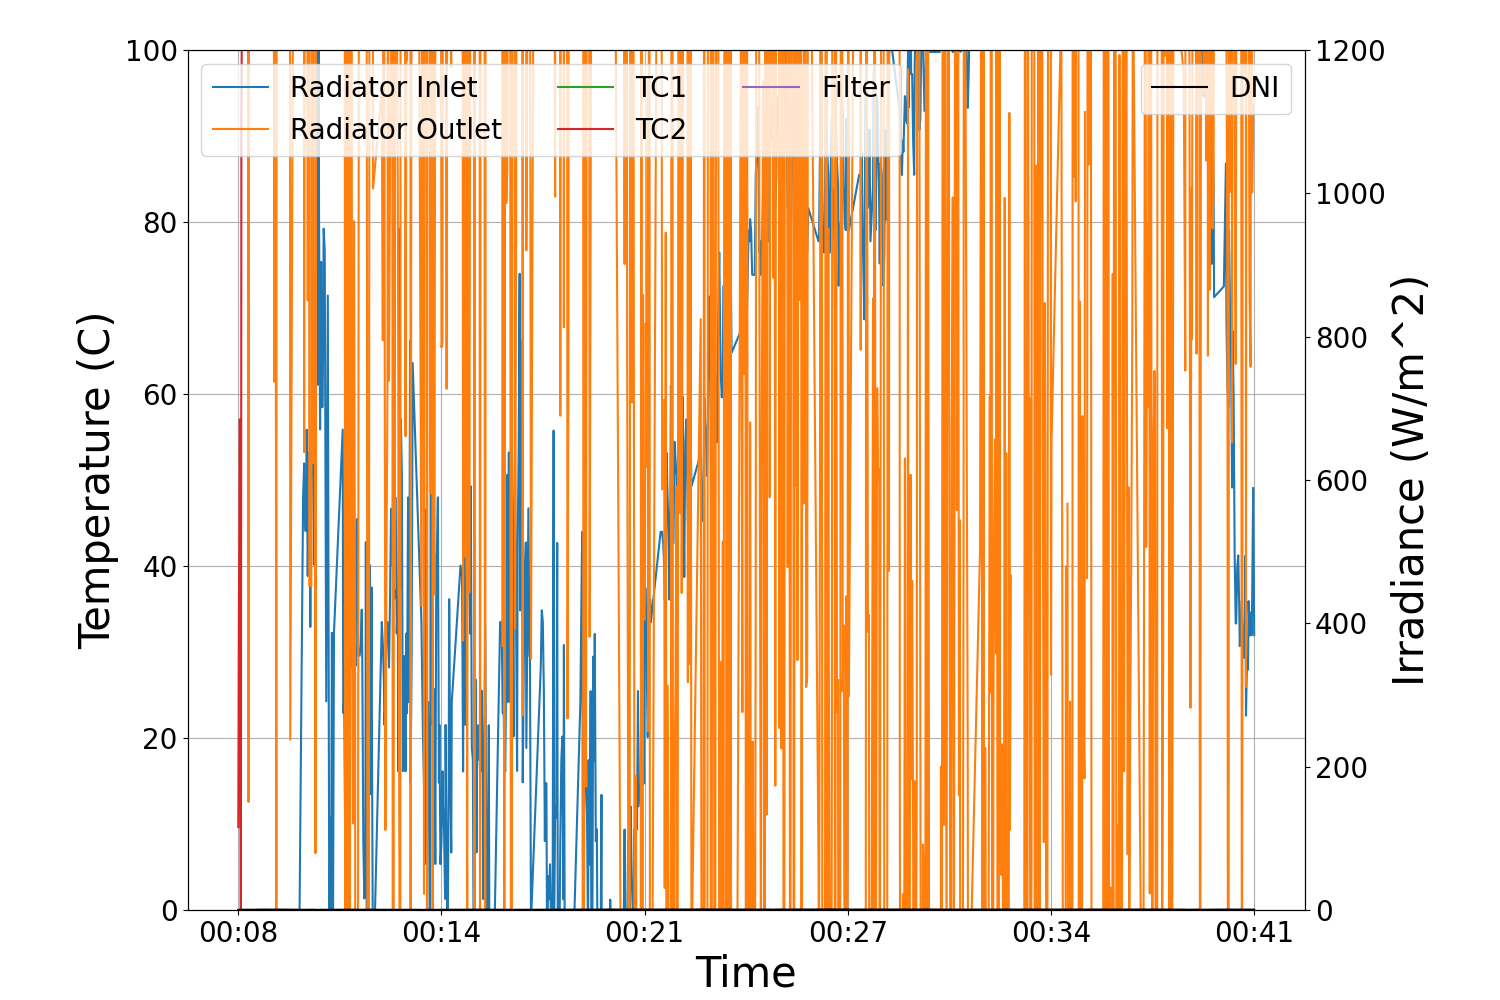 Radiator Inlet
Radiator Outlet
TC1
TC2
Filter
DNI
Temperature (C)
100
80
60
40
20
0
1200
1000
800
600
400
200
0
Irradiance (W/m^2)
00:08 00:14 00:21 00:27 00:34 00:41
Time